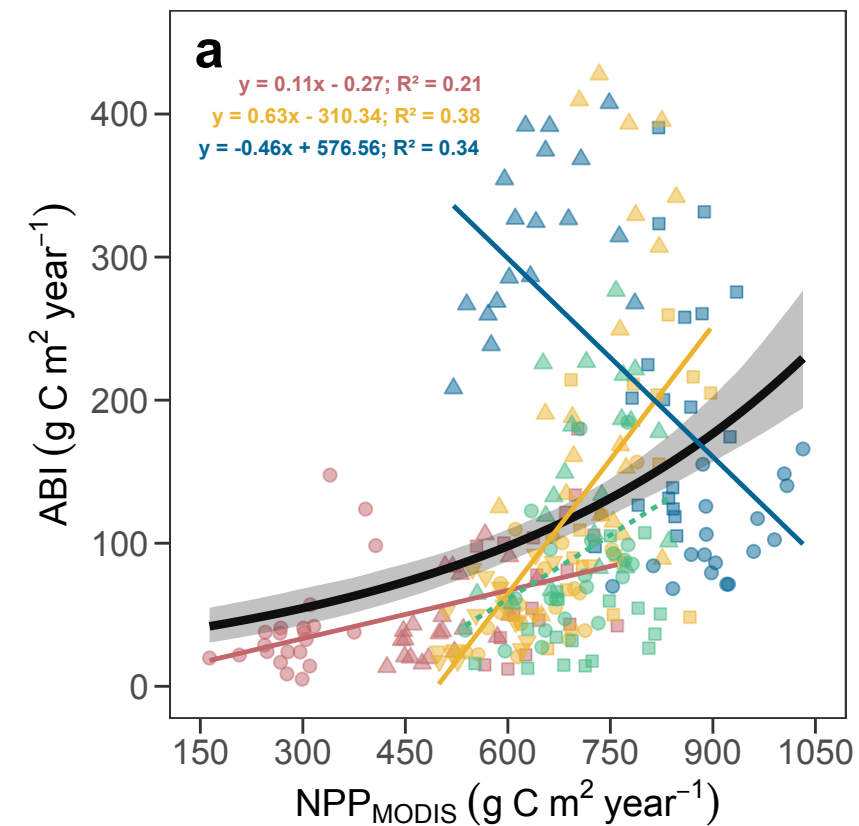 a
y = 0.11x - 0.27; R² = 0.21
y = 0.63x - 310.34; R² = 0.38
y = -0.46x + 576.56; R² = 0.34
400
300
200
100
0
ABI (g C m² year⁻¹)
150 300 450 600 750 900 1050
NPP_MODIS (g C m² year⁻¹)